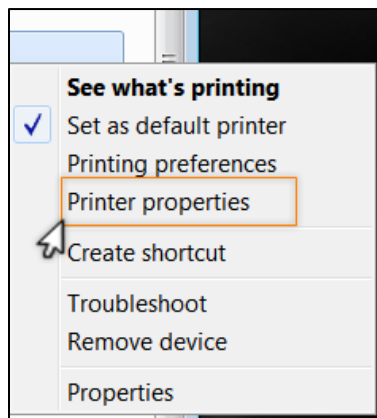 See what's printing
Set as default printer
Printing preferences
Printer properties
Create shortcut
Troubleshoot
Remove device
Properties